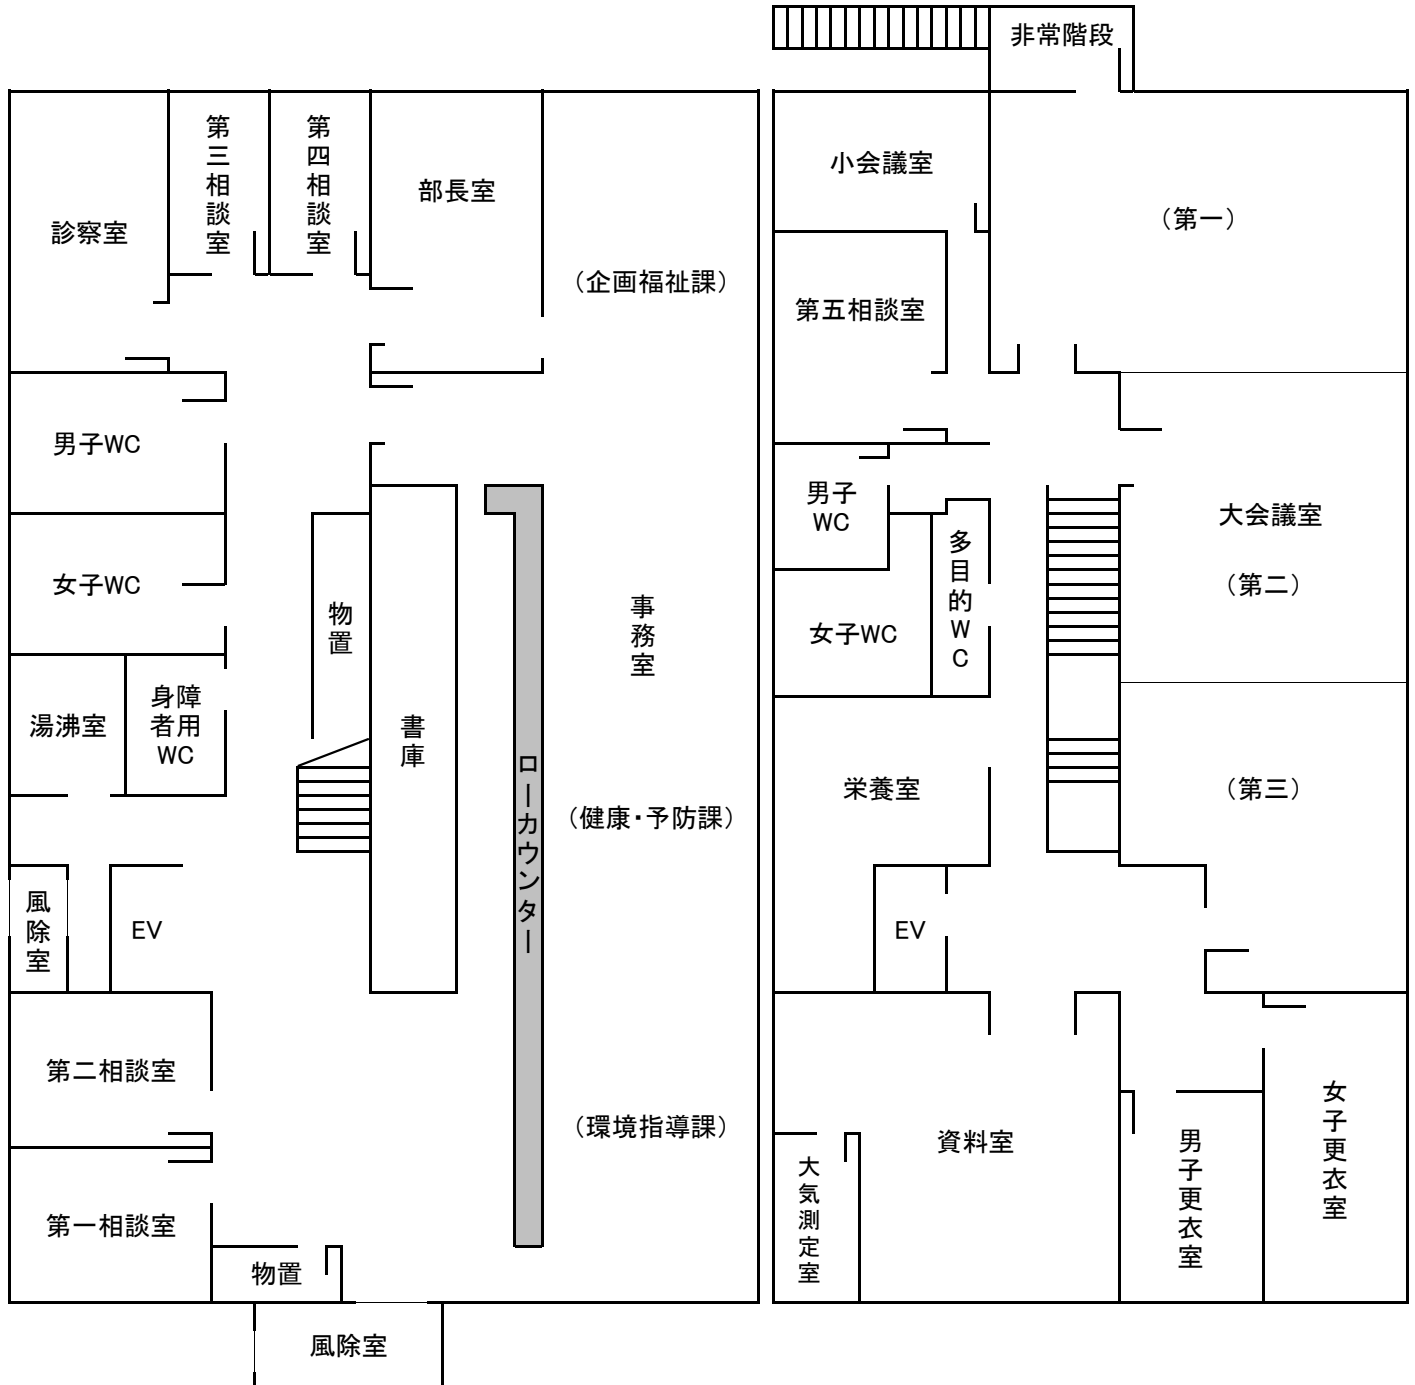 診察室
第三相談室
第四相談室
部長室
（企画福祉課）
男子WC
女子WC
物置
事務室
湯沸室
身障
者用
WC
書庫
ローカウンター
（健康・予防課）
風除室
EV
第二相談室
（環境指導課）
第一相談室
物置
風除室
非常階段
小会議室
（第一）
第五相談室
男子
WC
多目的WC
大会議室
（第二）
女子WC
栄養室
（第三）
EV
資料室
大気測定室
男子更衣室
女子更衣室